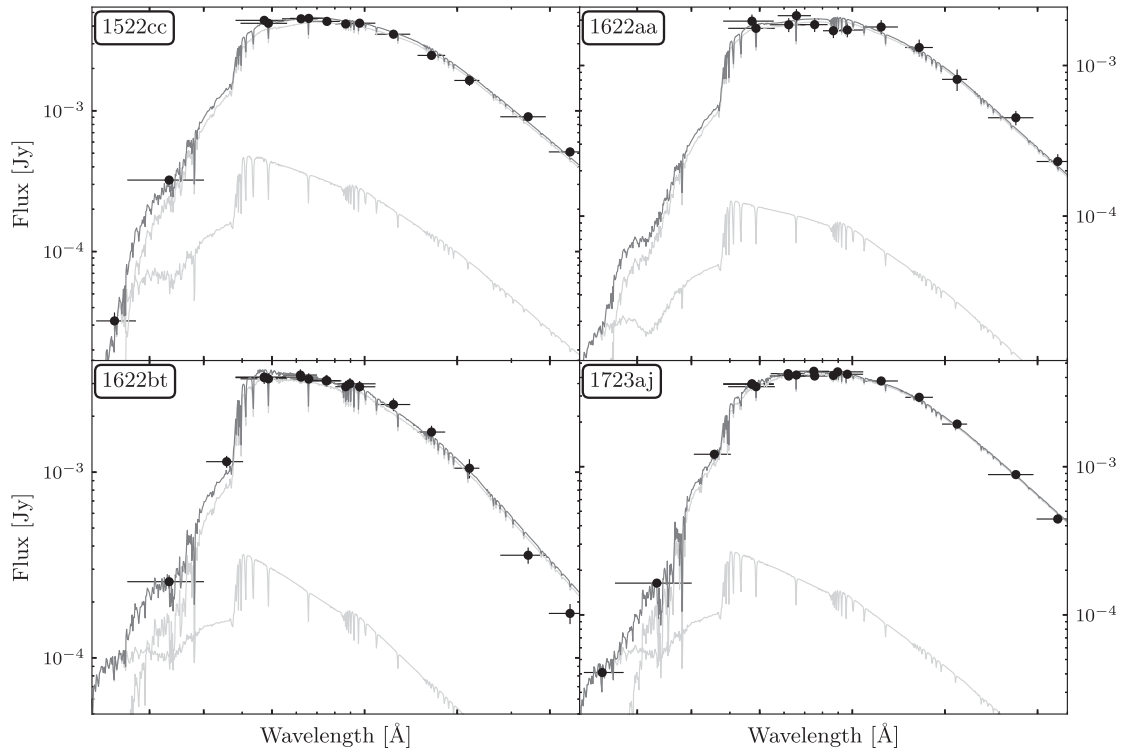 1522cc
1622aa
10⁻³
10⁻³
Flux [Jy]
10⁻⁴
10⁻⁴
1622bt
1723aj
10⁻³
10⁻³
Flux [Jy]
10⁻⁴
10⁻⁴
Wavelength [Å]
Wavelength [Å]